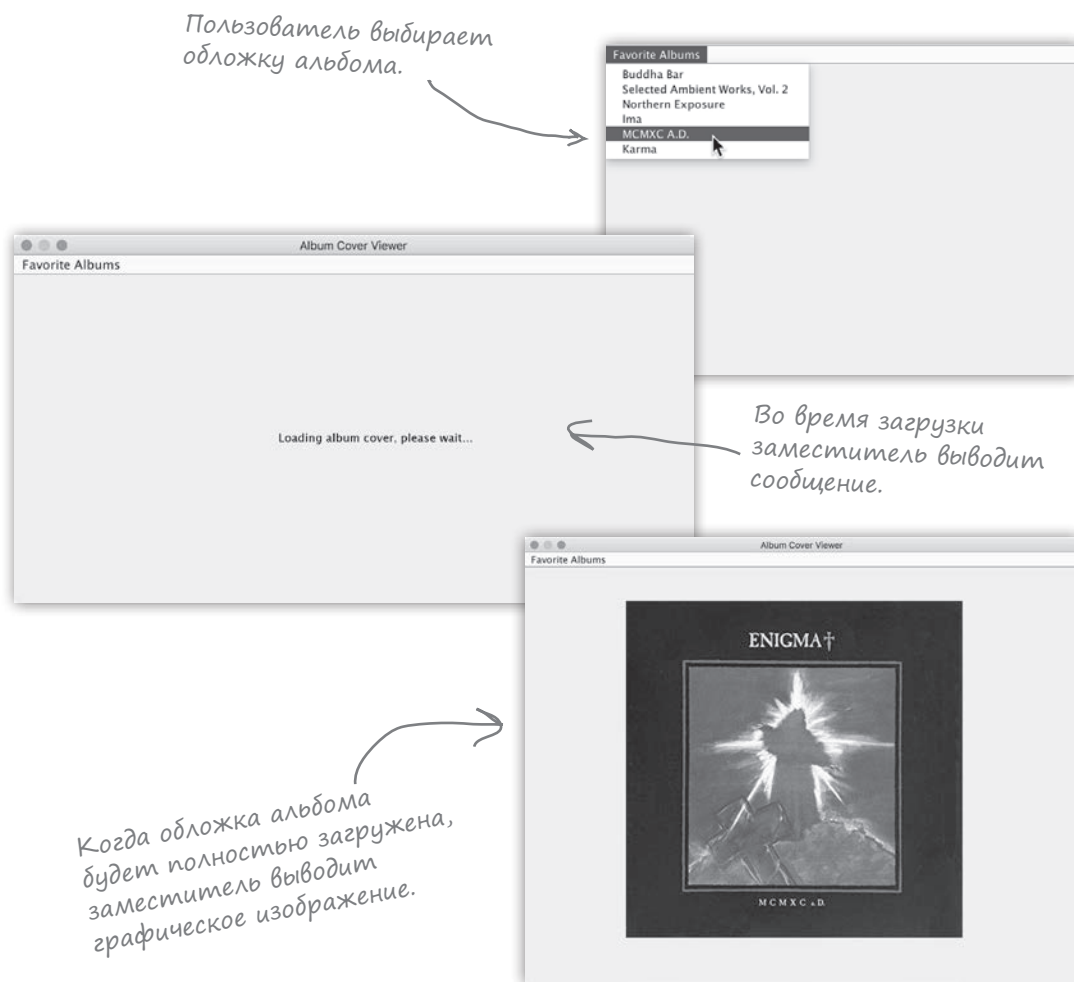 Пользователь выбирает
обложку альбома.
Favorite Albums
Buddha Bar
Selected Ambient Works, Vol. 2
Northern Exposure
Ima
MCMXC A.D.
Karma
Album Cover Viewer
Favorite Albums
Loading album cover, please wait...
Во время загрузки
заместитель выводит
сообщение.
Album Cover Viewer
Favorite Albums
ENIGMA†
MCMXC a.D.
Когда обложка альбома
будет полностью загружена,
заместитель выводит
графическое изображение.